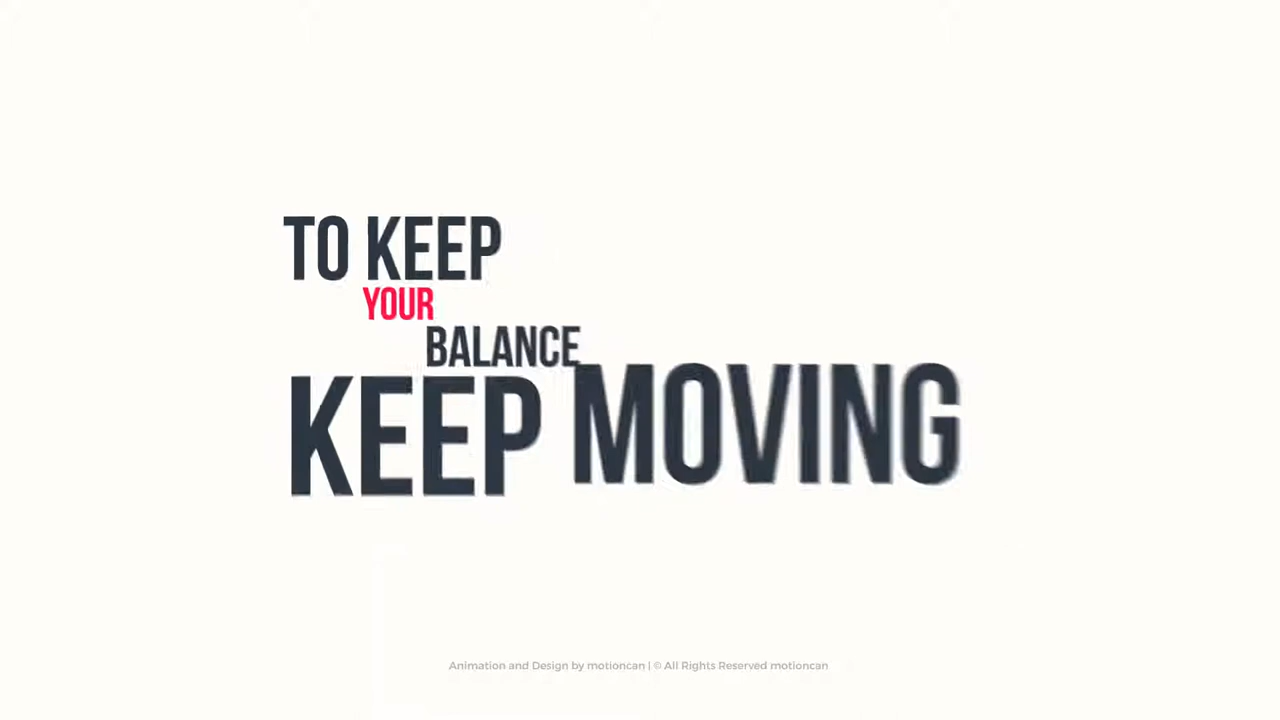 TO KEEP
YOUR
BALANCE
KEEP MOVING
Animation and Design by motioncan | © All Rights Reserved motioncan